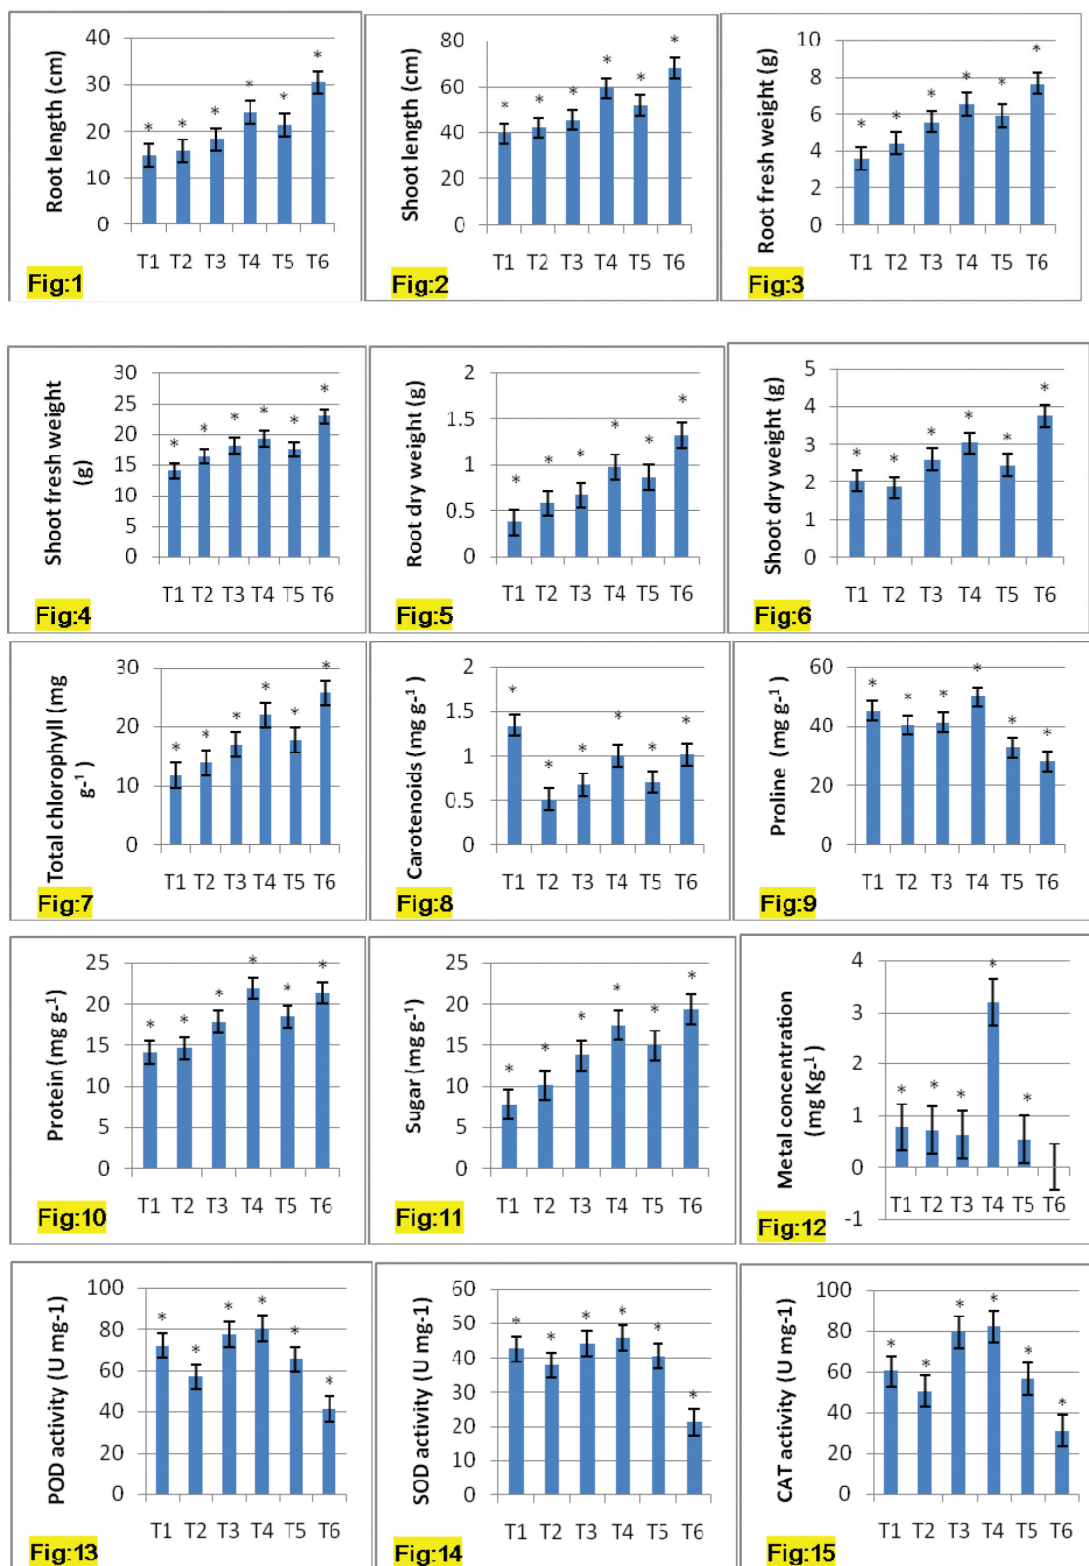 Root length (cm)
40
30
20
10
0
* * * * * *
T1 T2 T3 T4 T5 T6
Fig:1
Shoot length (cm)
80
60
40
20
0
* * * * * *
T1 T2 T3 T4 T5 T6
Fig:2
Root fresh weight (g)
10
8
6
4
2
0
* * * * * *
T1 T2 T3 T4 T5 T6
Fig:3
Shoot fresh weight
(g)
30
25
20
15
10
5
0
* * * * * *
T1 T2 T3 T4 T5 T6
Fig:4
Root dry weight (g)
2
1.5
1
0.5
0
* * * * * *
T1 T2 T3 T4 T5 T6
Fig:5
Shoot dry weight (g)
5
4
3
2
1
0
* * * * * *
T1 T2 T3 T4 T5 T6
Fig:6
Total chlorophyll (mg
g-1 )
30
20
10
0
* * * * * *
T1 T2 T3 T4 T5 T6
Fig:7
Carotenoids (mg g-1 )
2
1.5
1
0.5
0
* * * * * *
T1 T2 T3 T4 T5 T6
Fig:8
Proline (mg g-1 )
60
40
20
0
* * * * * *
T1 T2 T3 T4 T5 T6
Fig:9
Protein (mg g-1)
25
20
15
10
5
0
* * * * * *
T1 T2 T3 T4 T5 T6
Fig:10
Sugar (mg g-1)
25
20
15
10
5
0
* * * * * *
T1 T2 T3 T4 T5 T6
Fig:11
Metal concentration
(mg Kg-1)
4
3
2
1
0
-1
* * * * *
T1 T2 T3 T4 T5 T6
Fig:12
POD activity (U mg-1)
100
80
60
40
20
0
* * * * * *
T1 T2 T3 T4 T5 T6
Fig:13
SOD activity (U mg-1)
60
50
40
30
20
10
0
* * * * * *
T1 T2 T3 T4 T5 T6
Fig:14
CAT activity (U mg-1)
100
80
60
40
20
0
* * * * * *
T1 T2 T3 T4 T5 T6
Fig:15